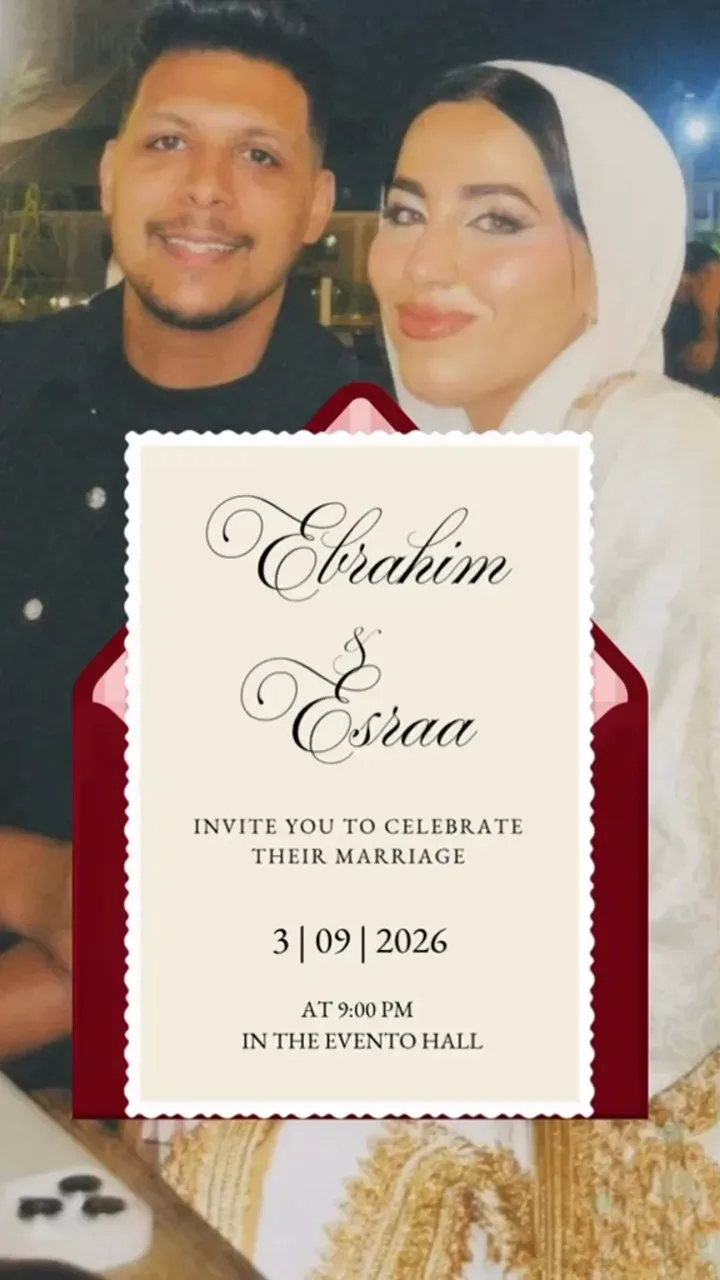 Ebrahim
&
Esraa
INVITE YOU TO CELEBRATE
THEIR MARRIAGE
3 | 09 | 2026
AT 9:00 PM
IN THE EVENTO HALL